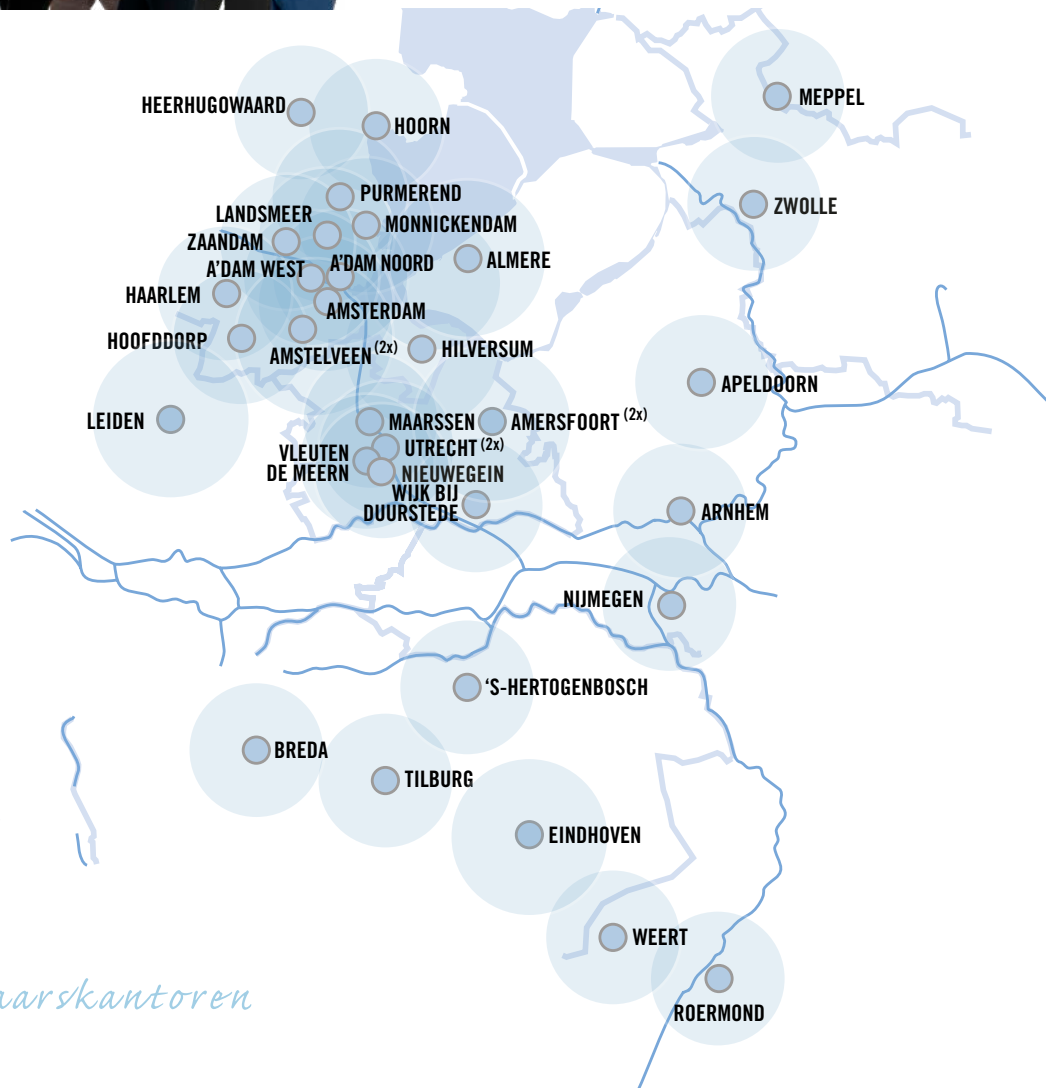 MEPPEL
HEERHUGOWAARD
HOORN
PURMEREND
ZWOLLE
LANDSMEER
MONNICKENDAM
ZAANDAM
ALMERE
A'DAM WEST
A'DAM NOORD
HAARLEM
AMSTERDAM
HOOFDDORP
AMSTELVEEN (2x)
HILVERSUM
APELDOORN
LEIDEN
MAARSSEN
AMERSFOORT (2x)
UTRECHT (2x)
VLEUTEN
DE MEERN
NIEUWEGEIN
WIJK BIJ
DUURSTEDE
ARNHEM
NIJMEGEN
‘S-HERTOGENBOSCH
BREDA
TILBURG
EINDHOVEN
WEERT
aarskantoren
ROERMOND